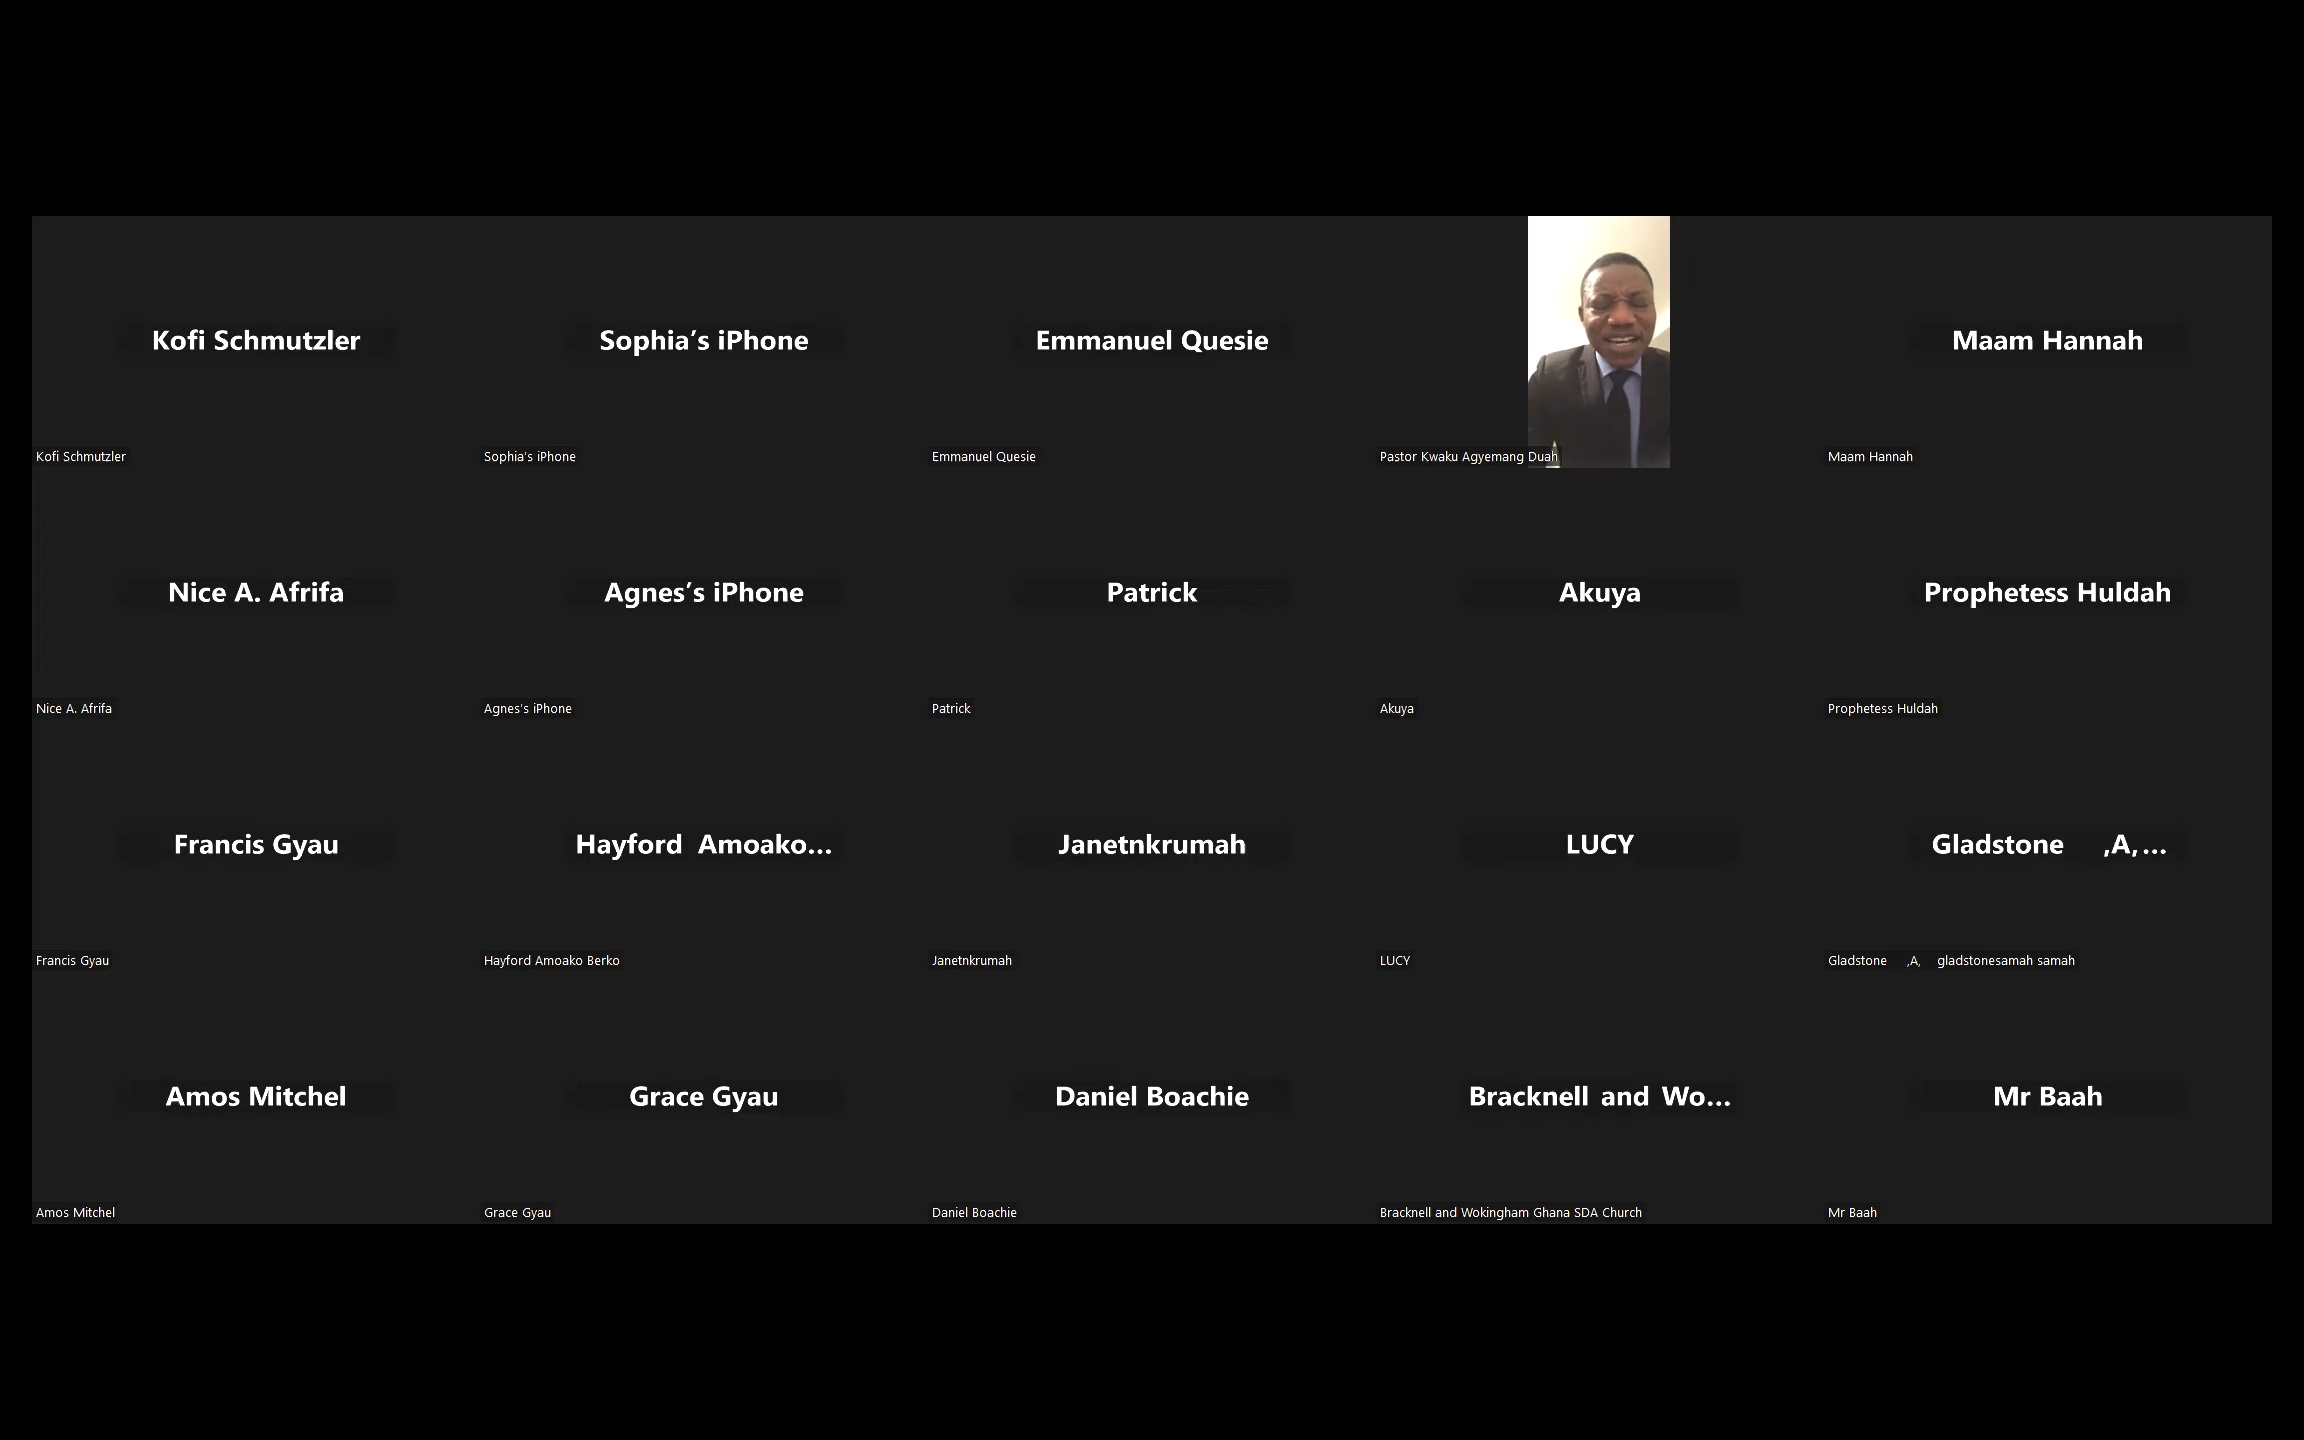 Kofi Schmutzler
Sophia's iPhone
Emmanuel Quesie
Maam Hannah
Kofi Schmutzler
Sophia's iPhone
Emmanuel Quesie
Pastor Kwaku Agyemang Duah
Maam Hannah
Nice A. Afrifa
Agnes's iPhone
Patrick
Akuya
Prophetess Huldah
Nice A. Afrifa
Agnes's iPhone
Patrick
Akuya
Prophetess Huldah
Francis Gyau
Hayford Amoako...
Janetnkrumah
LUCY
Gladstone ,A,...
Francis Gyau
Hayford Amoako Berko
Janetnkrumah
LUCY
Gladstone ,A, gladstonesamah samah
Amos Mitchel
Grace Gyau
Daniel Boachie
Bracknell and Wo...
Mr Baah
Amos Mitchel
Grace Gyau
Daniel Boachie
Bracknell and Wokingham Ghana SDA Church
Mr Baah